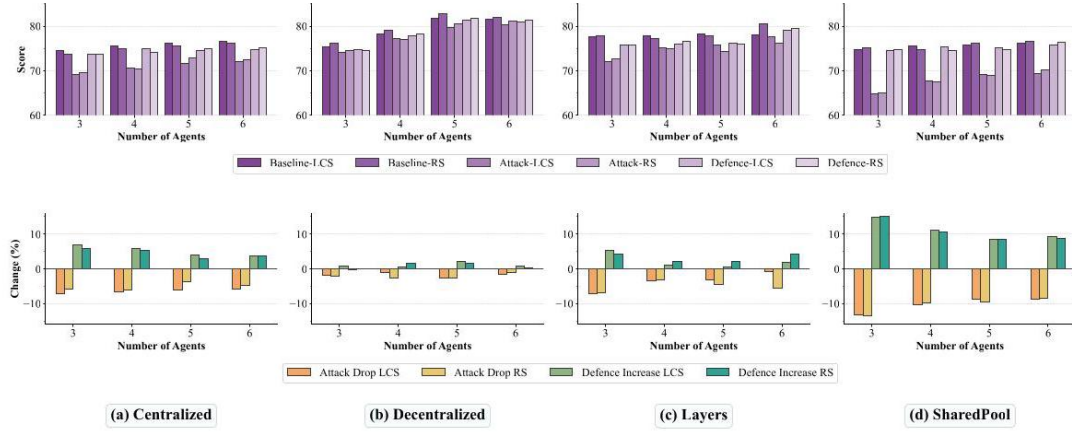 Score
80
70
60
3 4 5 6
Number of Agents
80
70
60
3 4 5 6
Number of Agents
80
70
60
3 4 5 6
Number of Agents
80
70
60
3 4 5 6
Number of Agents
Baseline-LCS Baseline-RS Attack-LCS Attack-RS Defence-LCS Defence-RS
Change (%)
10
0
−10
3 4 5 6
Number of Agents
10
0
−10
3 4 5 6
Number of Agents
10
0
−10
3 4 5 6
Number of Agents
10
0
−10
3 4 5 6
Number of Agents
Attack Drop LCS Attack Drop RS Defence Increase LCS Defence Increase RS
(a) Centralized (b) Decentralized (c) Layers (d) SharedPool